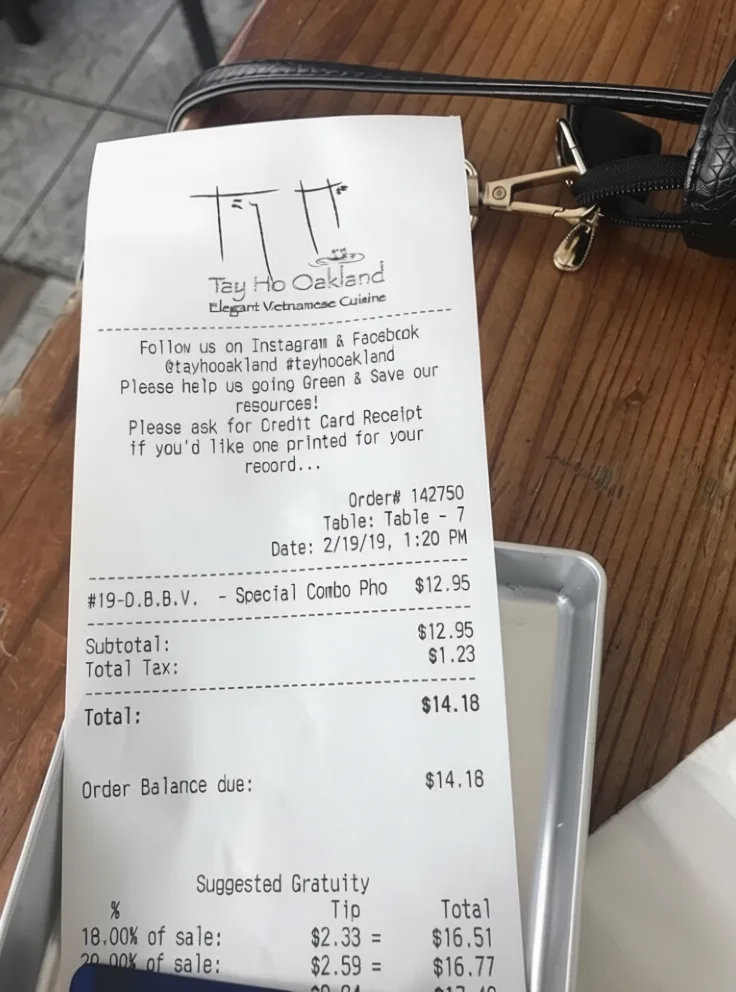 Tay Ho Oakland
Elegant Vietnamese Cuisine
Follow us on Instagram & Facebook
@tayhooakland #tayhooakland
Please help us going Green & Save our
resources!
Please ask for Credit Card Receipt
if you'd like one printed for your
record...
Order# 142750
Table: Table - 7
Date: 2/19/19, 1:20 PM
#19-D.B.B.V. - Special Combo Pho $12.95
Subtotal: $12.95
Total Tax: $1.23
Total: $14.18
Order Balance due: $14.18
Suggested Gratuity
% Tip Total
18.00% of sale: $2.33 = $16.51
20.00% of sale: $2.59 = $16.77